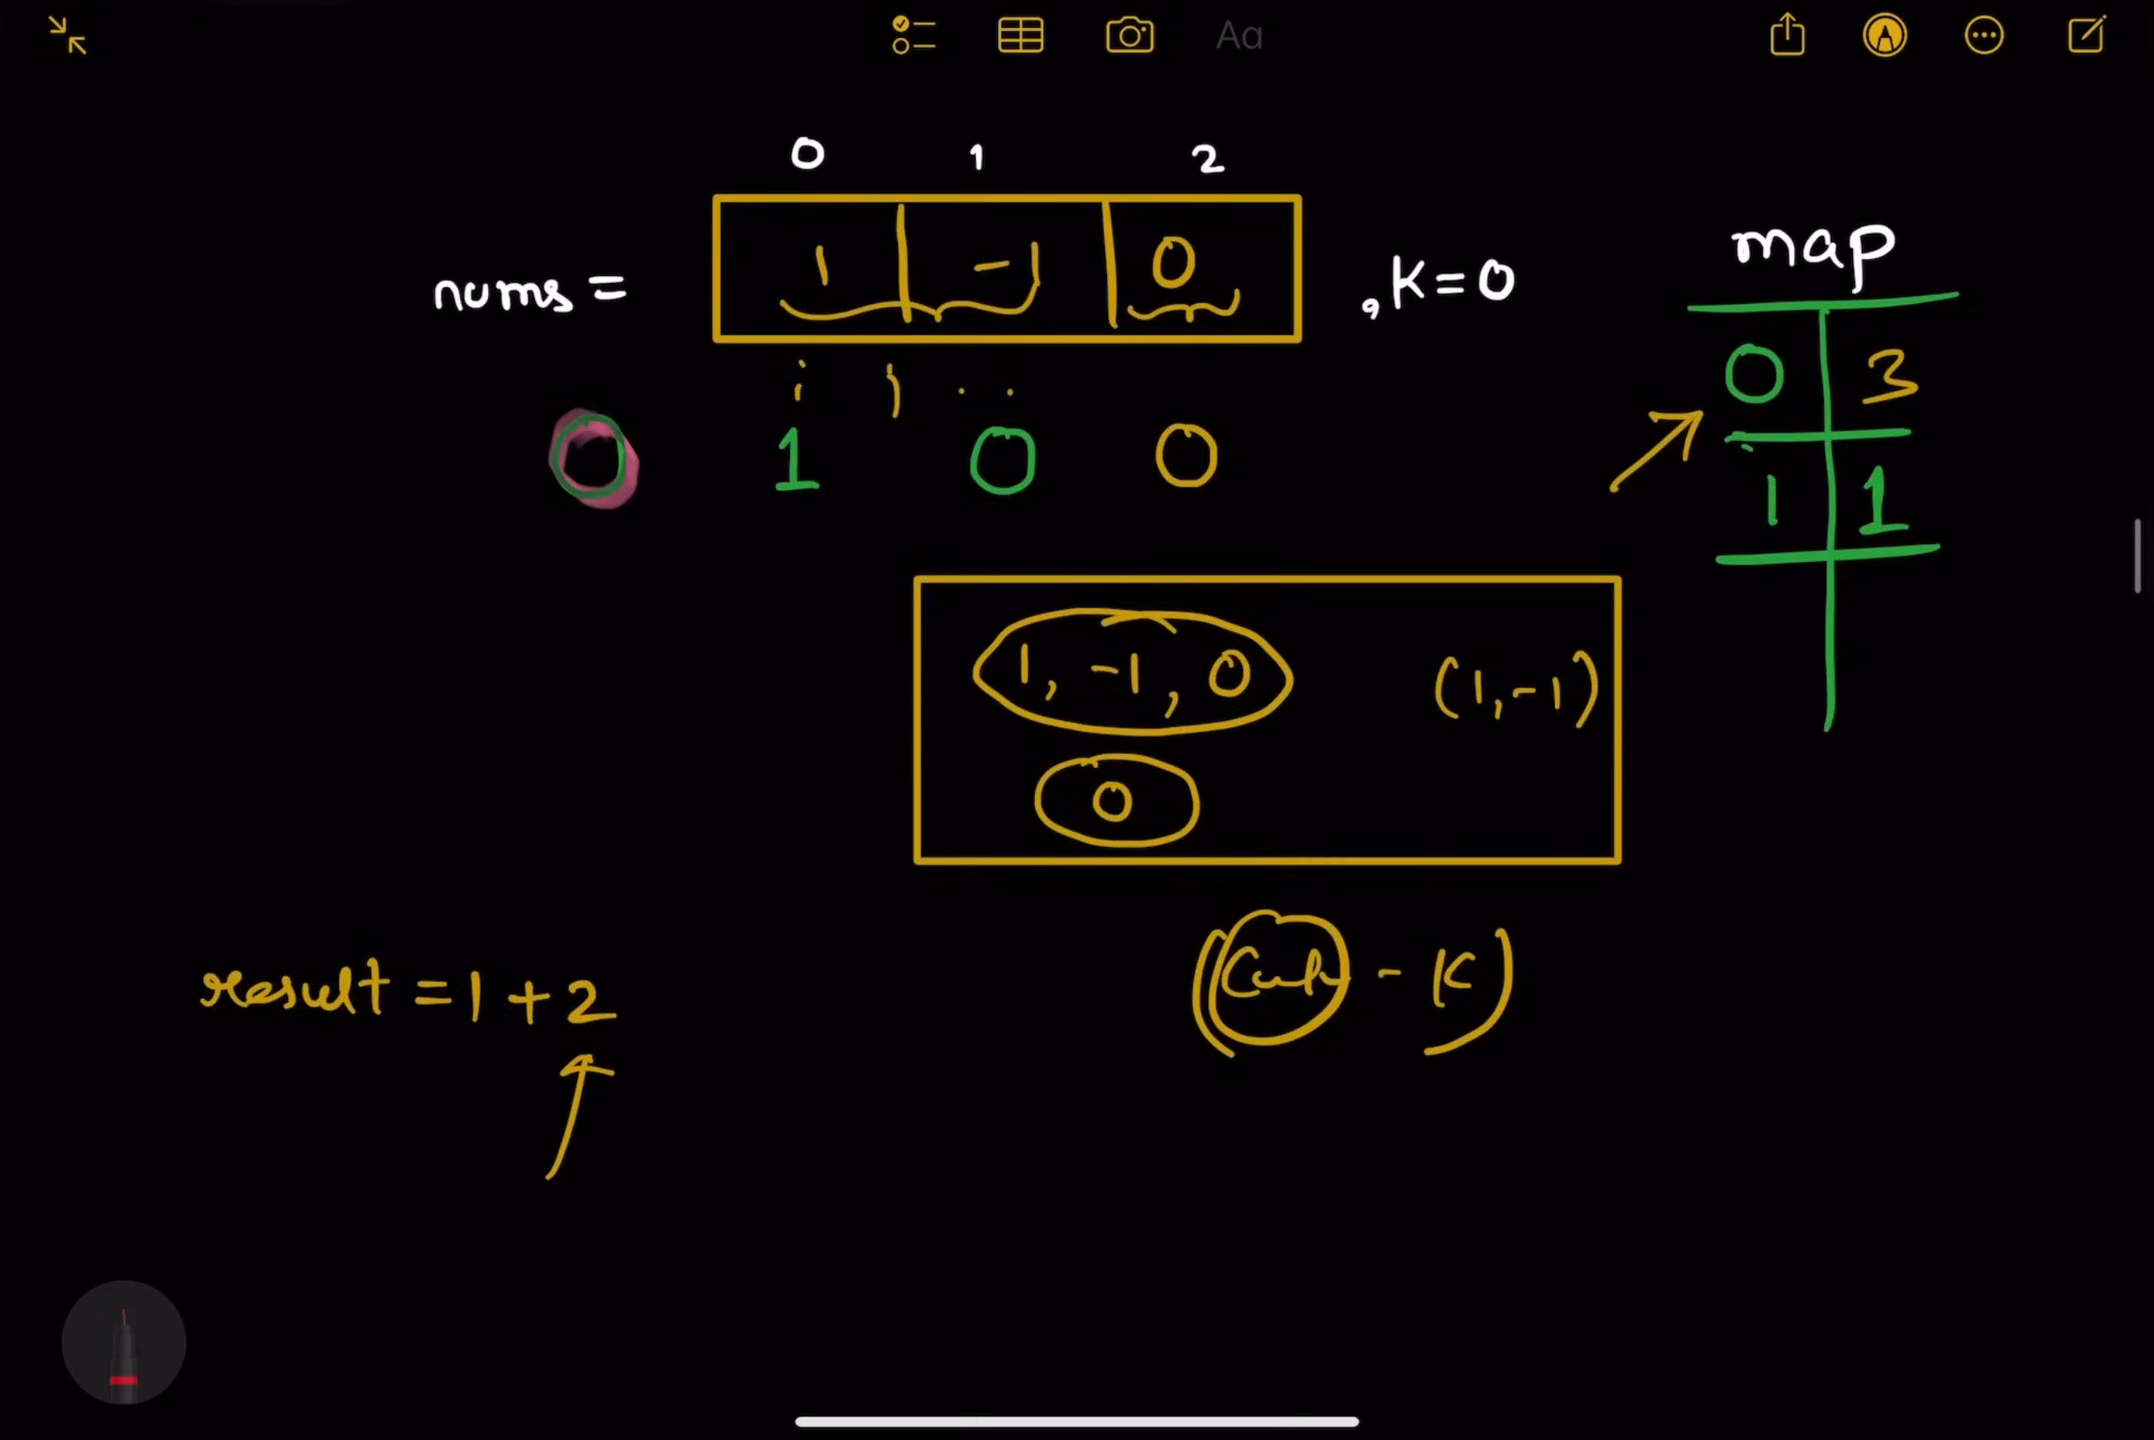 Aa
0 1 2
nums = 1 -1 0 , K=0
map
0 3
1 1
0 1 0 0
1, -1, 0 (1,-1)
0
result = 1 + 2
- K)